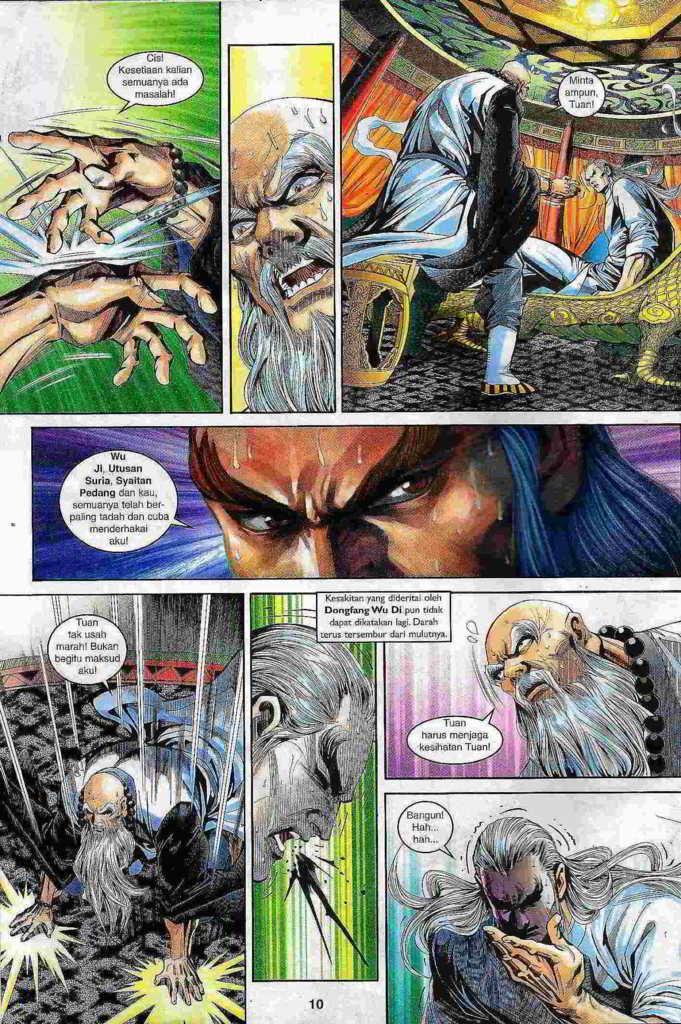 Cis!
Kesetiaan kalian
semuanya ada
masalah!
Minta
ampun,
Tuan!
Wu
Ji, Utusan
Suria, Syaitan
Pedang dan kau,
semuanya telah ber-
paling tadah dan cuba
menderhakai
aku!
Tuan
tak usah
marah! Bukan
begitu maksud
aku!
Kesakitan yang dideritai oleh
Dongfang Wu Di pun tidak
dapat dikatakan lagi. Darah
terus tersembur dari mulutnya.
Tuan
harus menjaga
kesihatan Tuan!
Bangun!
Hah...
hah...
10